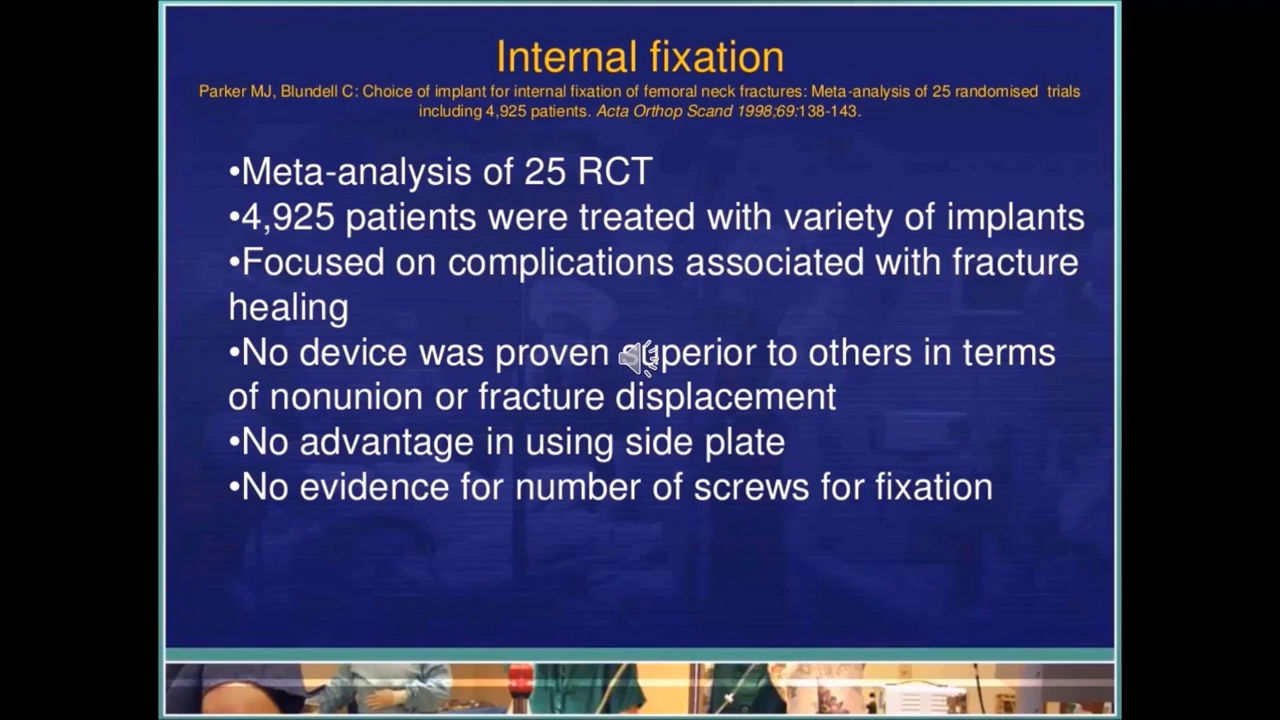 Internal fixation
Parker MJ, Blundell C: Choice of implant for internal fixation of femoral neck fractures: Meta-analysis of 25 randomised trials
including 4,925 patients. Acta Orthop Scand 1998;69:138-143.
•Meta-analysis of 25 RCT
•4,925 patients were treated with variety of implants
•Focused on complications associated with fracture
healing
•No device was proven superior to others in terms
of nonunion or fracture displacement
•No advantage in using side plate
•No evidence for number of screws for fixation